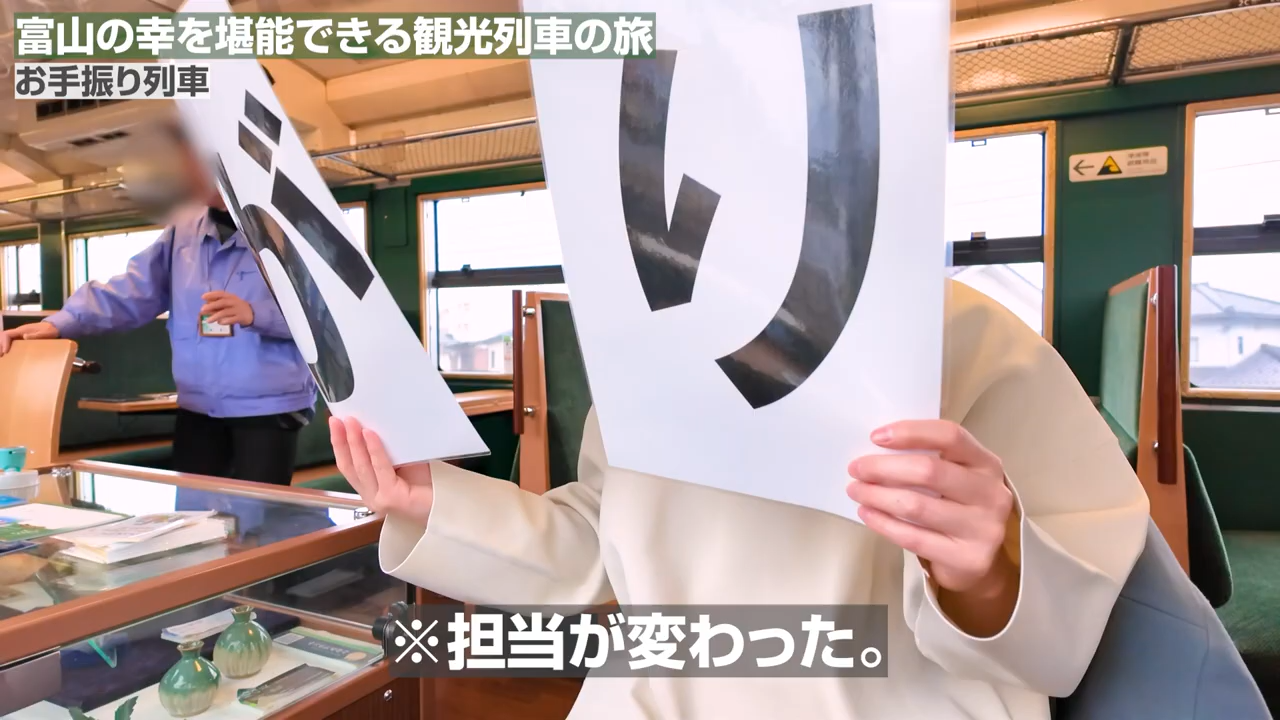 富山の幸を堪能できる観光列車の旅
お手振り列車
り
※担当が変わった。